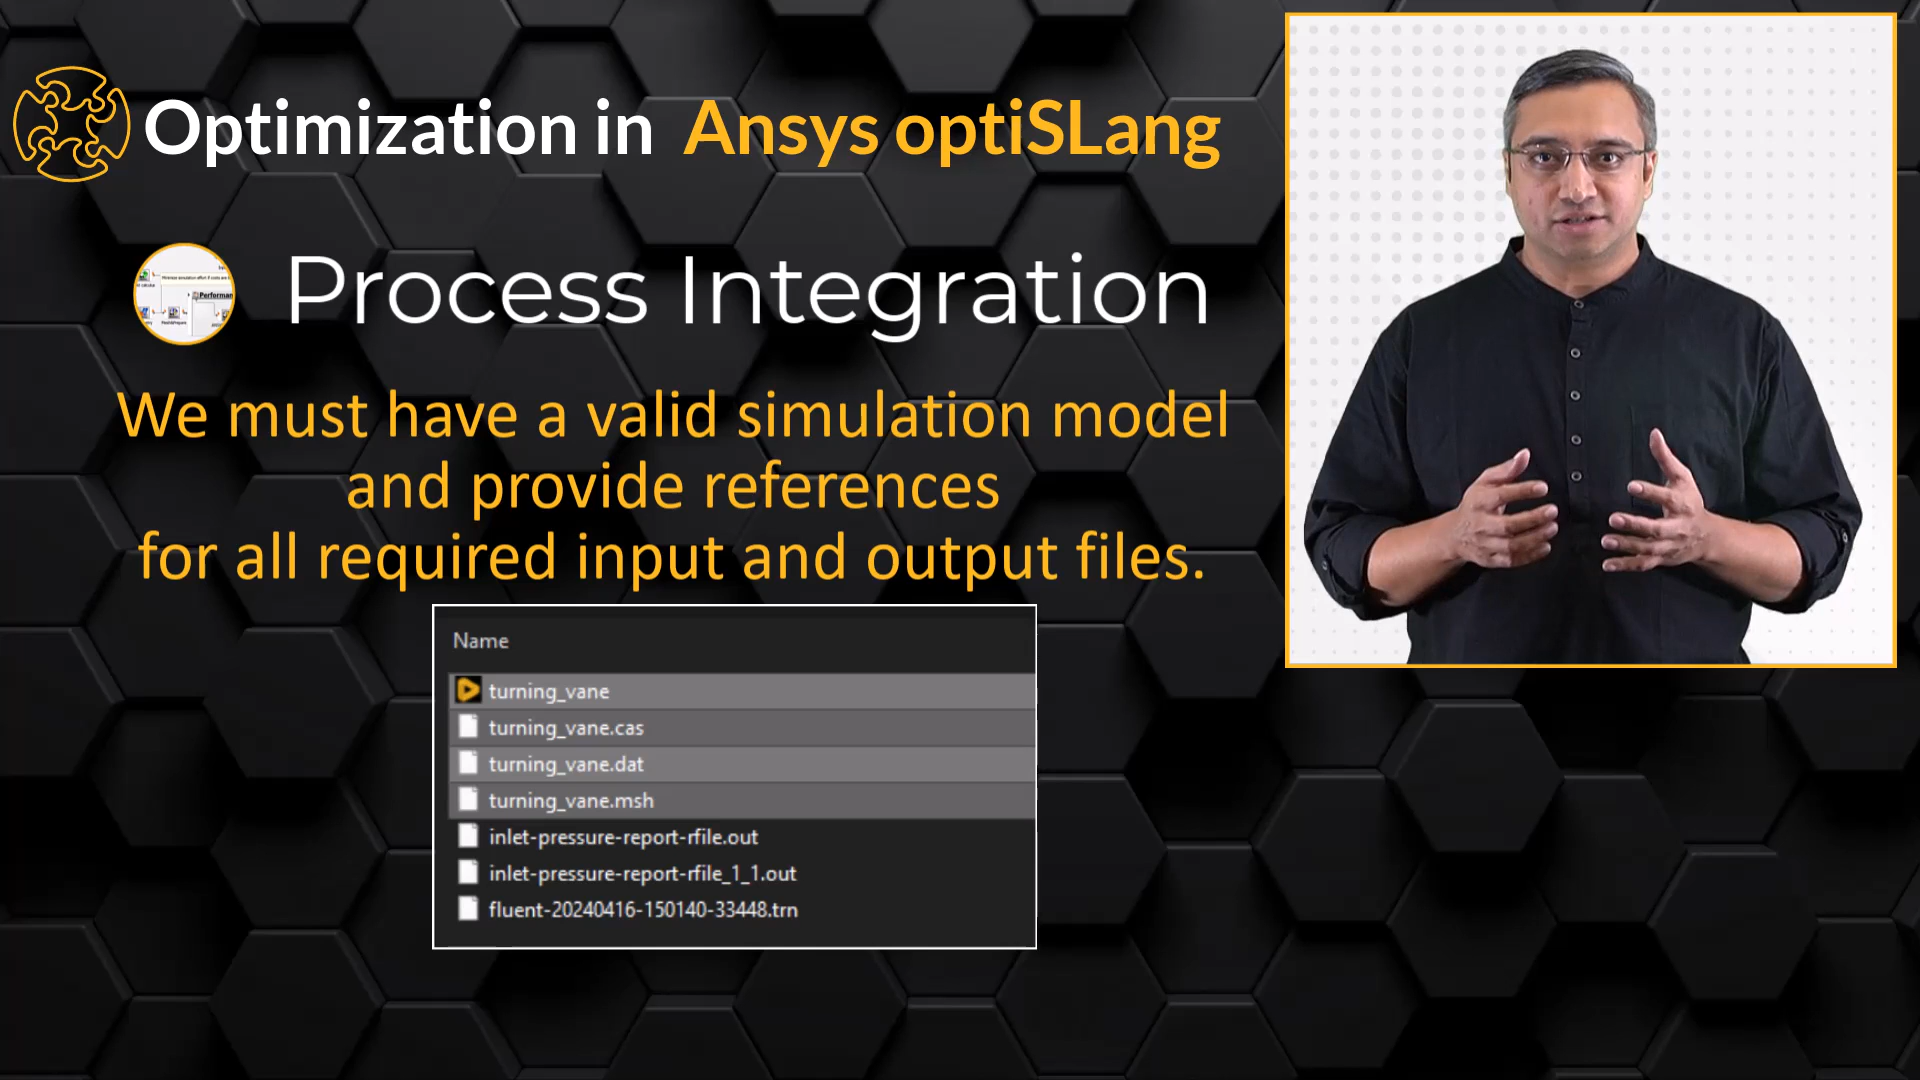 Optimization in Ansys optiSLang
Process Integration
We must have a valid simulation model
and provide references
for all required input and output files.
Name
turning_vane
turning_vane.cas
turning_vane.dat
turning_vane.msh
inlet-pressure-report-rfile.out
inlet-pressure-report-rfile_1_1.out
fluent-20240416-150140-33448.trn